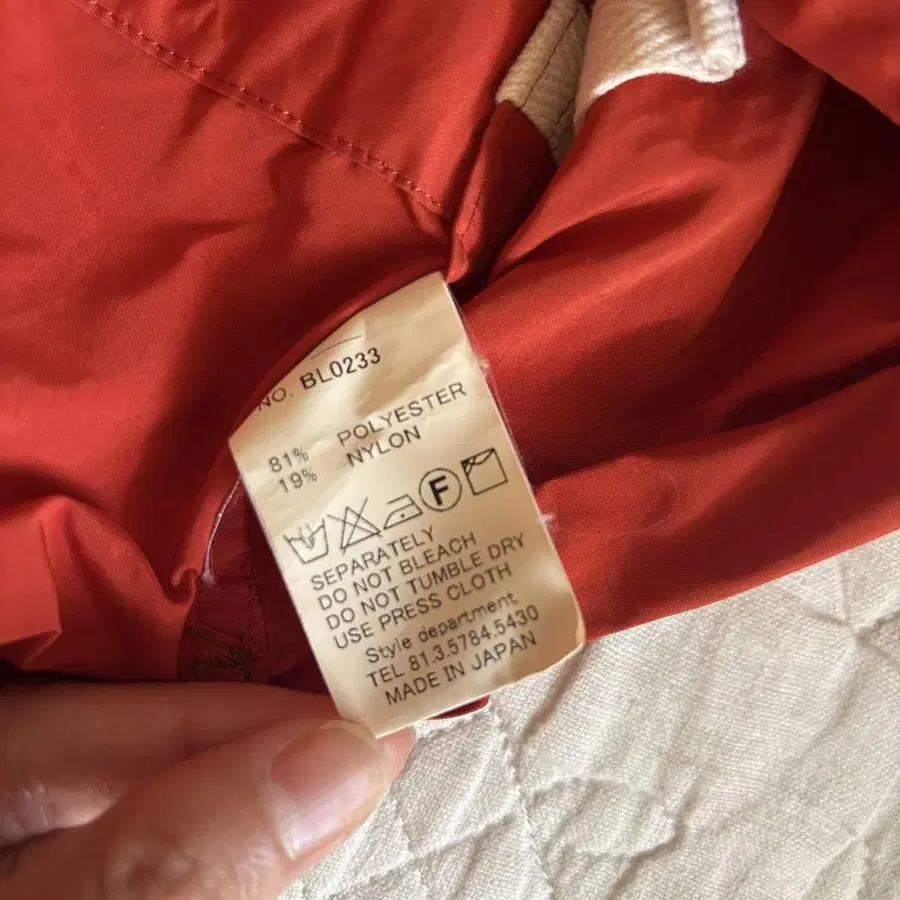 NO. BL0233
81% POLYESTER
19% NYLON
F
SEPARATELY
DO NOT BLEACH
DO NOT TUMBLE DRY
USE PRESS CLOTH
Style department
TEL 81.3.5784.5430
MADE IN JAPAN